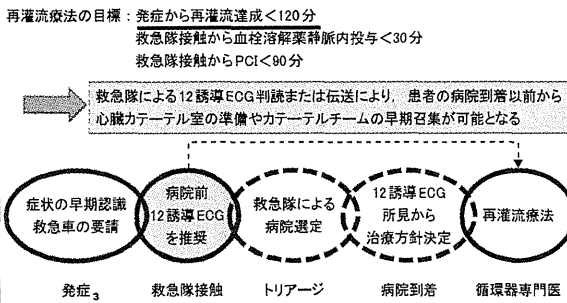 再灌流療法の目標：発症から再灌流達成<120分
救急隊接触から血栓溶解薬静脈内投与<30分
救急隊接触からPCI<90分
救急隊による12誘導ECG判読または伝送により，患者の病院到着以前から
心臓カテーテル室の準備やカテーテルチームの早期召集が可能となる
症状の早期認識
救急車の要請
病院前
12誘導ECG
を推奨
救急隊による
病院選定
12誘導ECG
所見から
治療方針決定
再灌流療法
発症3
救急隊接触
トリアージ
病院到着
循環器専門医